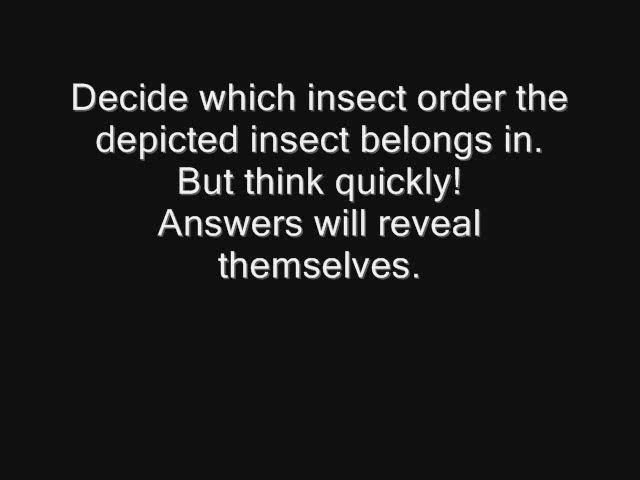 Decide which insect order the
depicted insect belongs in.
But think quickly!
Answers will reveal
themselves.